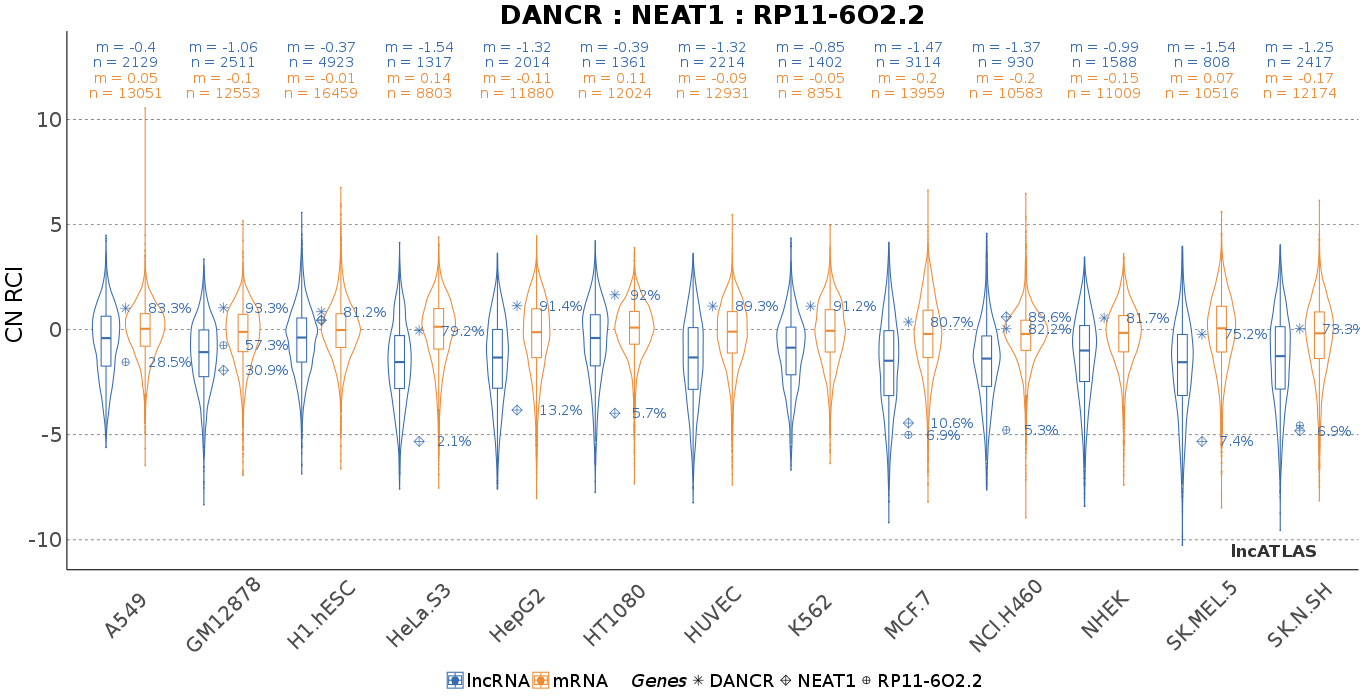 DANCR : NEAT1 : RP11-6O2.2
m = -0.4 m = -1.06 m = -0.37 m = -1.54 m = -1.32 m = -0.39 m = -1.32 m = -0.85 m = -1.47 m = -1.37 m = -0.99 m = -1.54 m = -1.25
n = 2129 n = 2511 n = 4923 n = 1317 n = 2014 n = 1361 n = 2214 n = 1402 n = 3114 n = 930 n = 1588 n = 808 n = 2417
m = 0.05 m = -0.1 m = -0.01 m = 0.14 m = -0.11 m = 0.11 m = -0.09 m = -0.05 m = -0.2 m = -0.2 m = -0.15 m = 0.07 m = -0.17
n = 13051 n = 12553 n = 16459 n = 8803 n = 11880 n = 12024 n = 12931 n = 8351 n = 13959 n = 10583 n = 11009 n = 10516 n = 12174
10
5
CN RCI
92%
83.3% 93.3% 81.2% 91.4% 89.3% 91.2%
89.6% 81.7%
80.7%
0
79.2% 82.2% 75.2% 73.3%
57.3%
28.5%
30.9%
13.2% 5.7%
10.6%
-5
2.1% 6.9% 5.3% 7.4% 6.9%
-10
lncATLAS
A549 GM12878 H1.hESC HeLa.S3 HepG2 HT1080 HUVEC K562 MCF.7 NCI.H460 NHEK SK.MEL.5 SK.N.SH
lncRNA mRNA Genes DANCR NEAT1 RP11-6O2.2